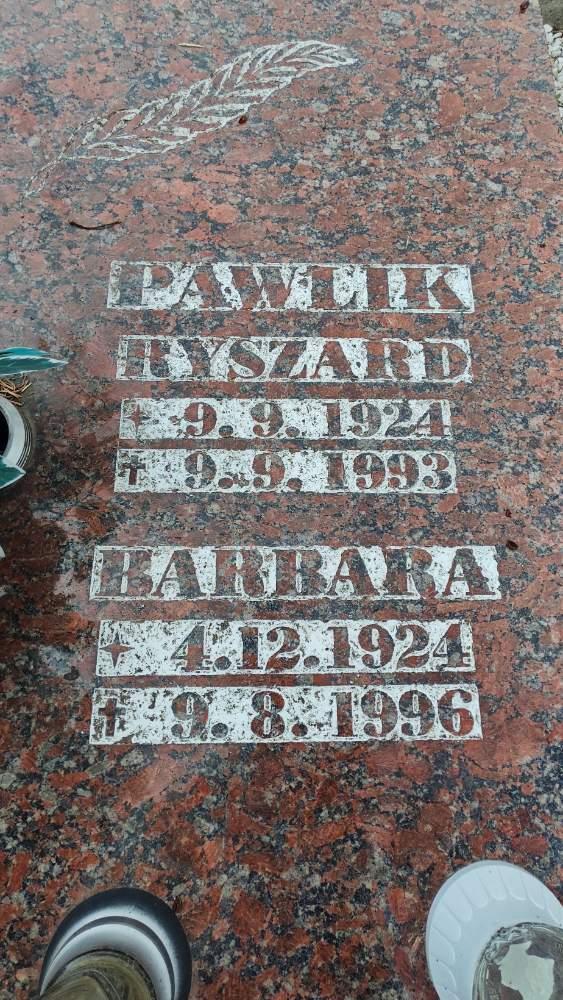 PAWLIK
RYSZARD
9.9.1924
✝ 9.9.1993
BARBARA
4.12.1924
✝ 9.8.1996